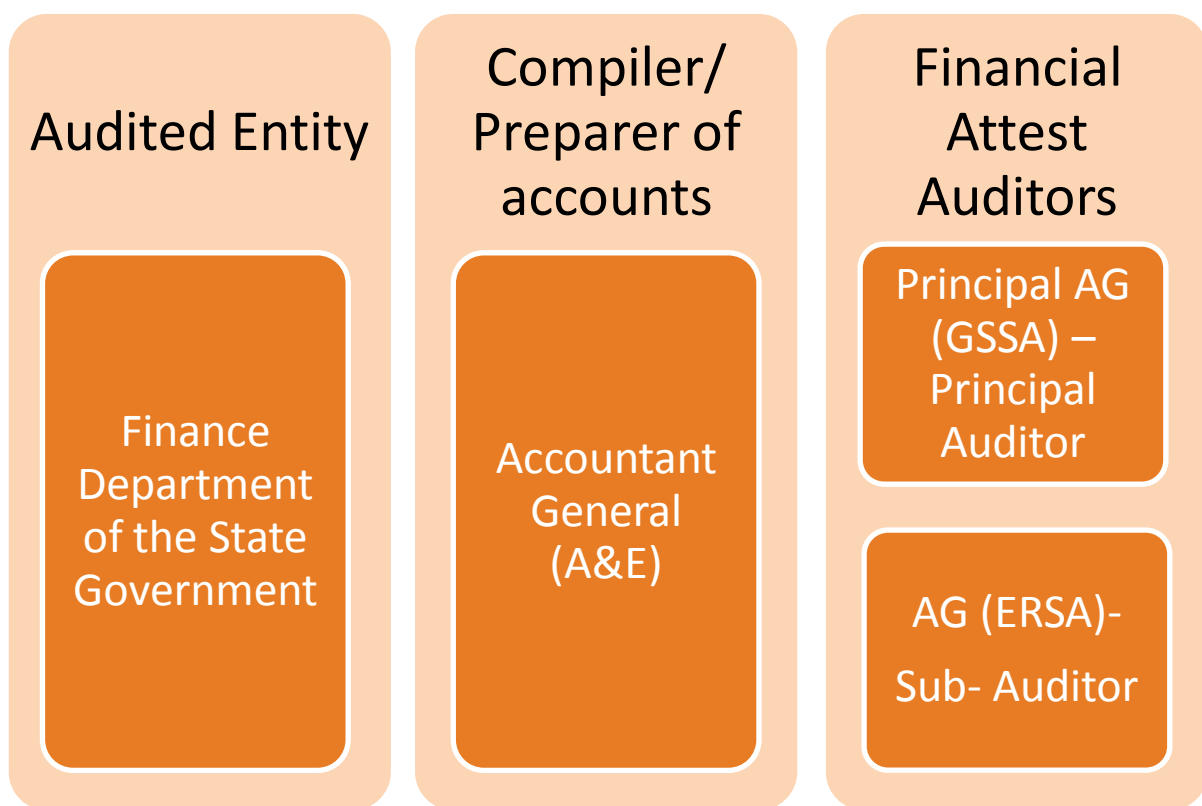 Audited Entity
Finance
Department
of the State
Government
Compiler/
Preparer of
accounts
Accountant
General
(A&E)
Financial
Attest
Auditors
Principal AG
(GSSA) –
Principal
Auditor
AG (ERSA)-
Sub- Auditor